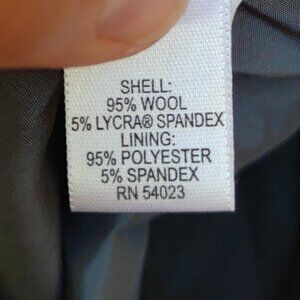 SHELL:
95% WOOL
5% LYCRA® SPANDEX
LINING:
95% POLYESTER
5% SPANDEX
RN 54023